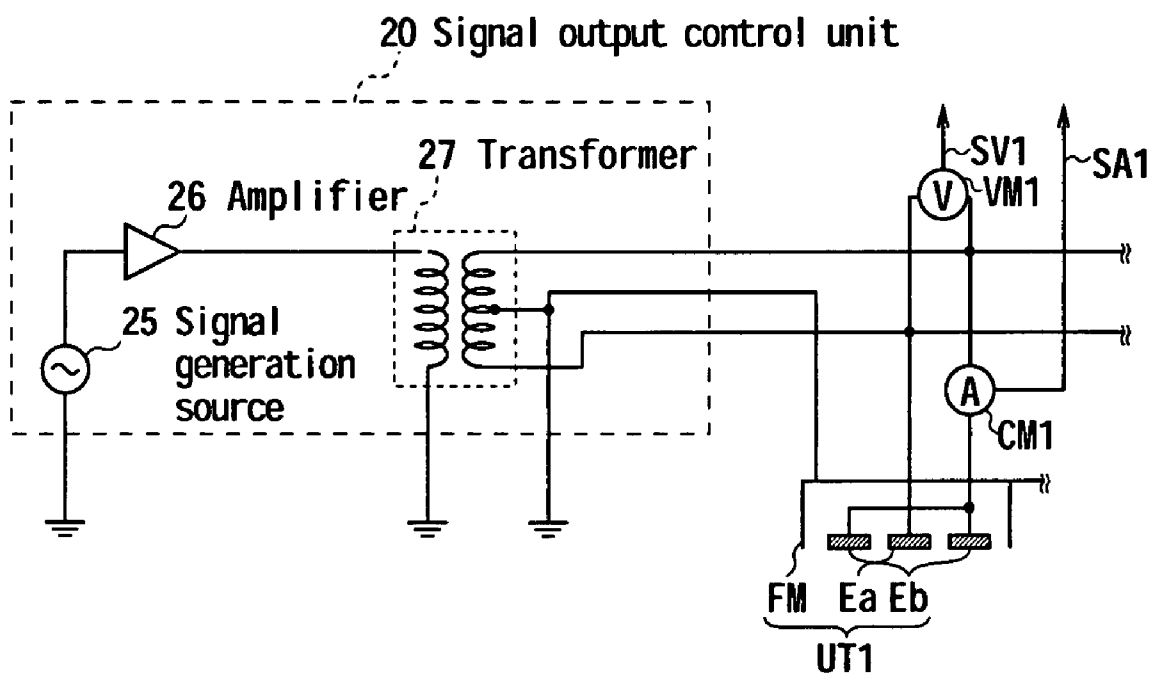 20 Signal output control unit
27 Transformer
26 Amplifier
25 Signal
generation
source
SV1
VM1
SA1
V
A
CM1
FM
Ea
Eb
UT1